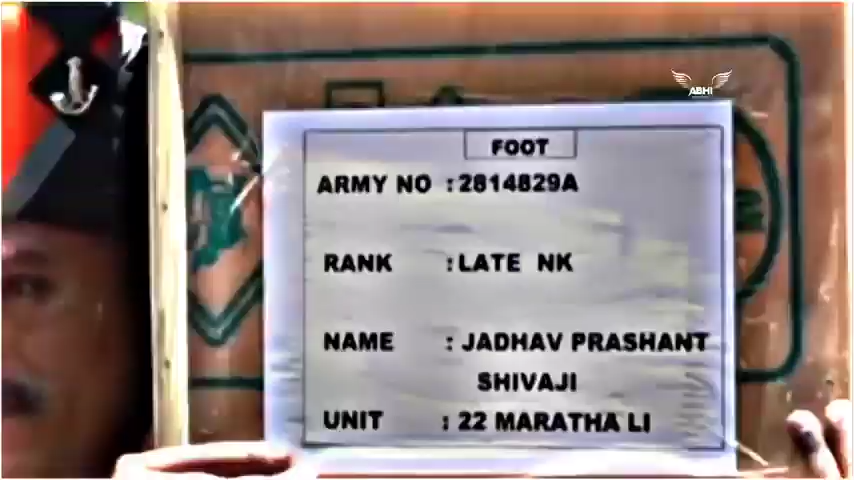 ABHI
FOOT
ARMY NO : 2814829A
RANK : LATE NK
NAME : JADHAV PRASHANT
SHIVAJI
UNIT : 22 MARATHA LI